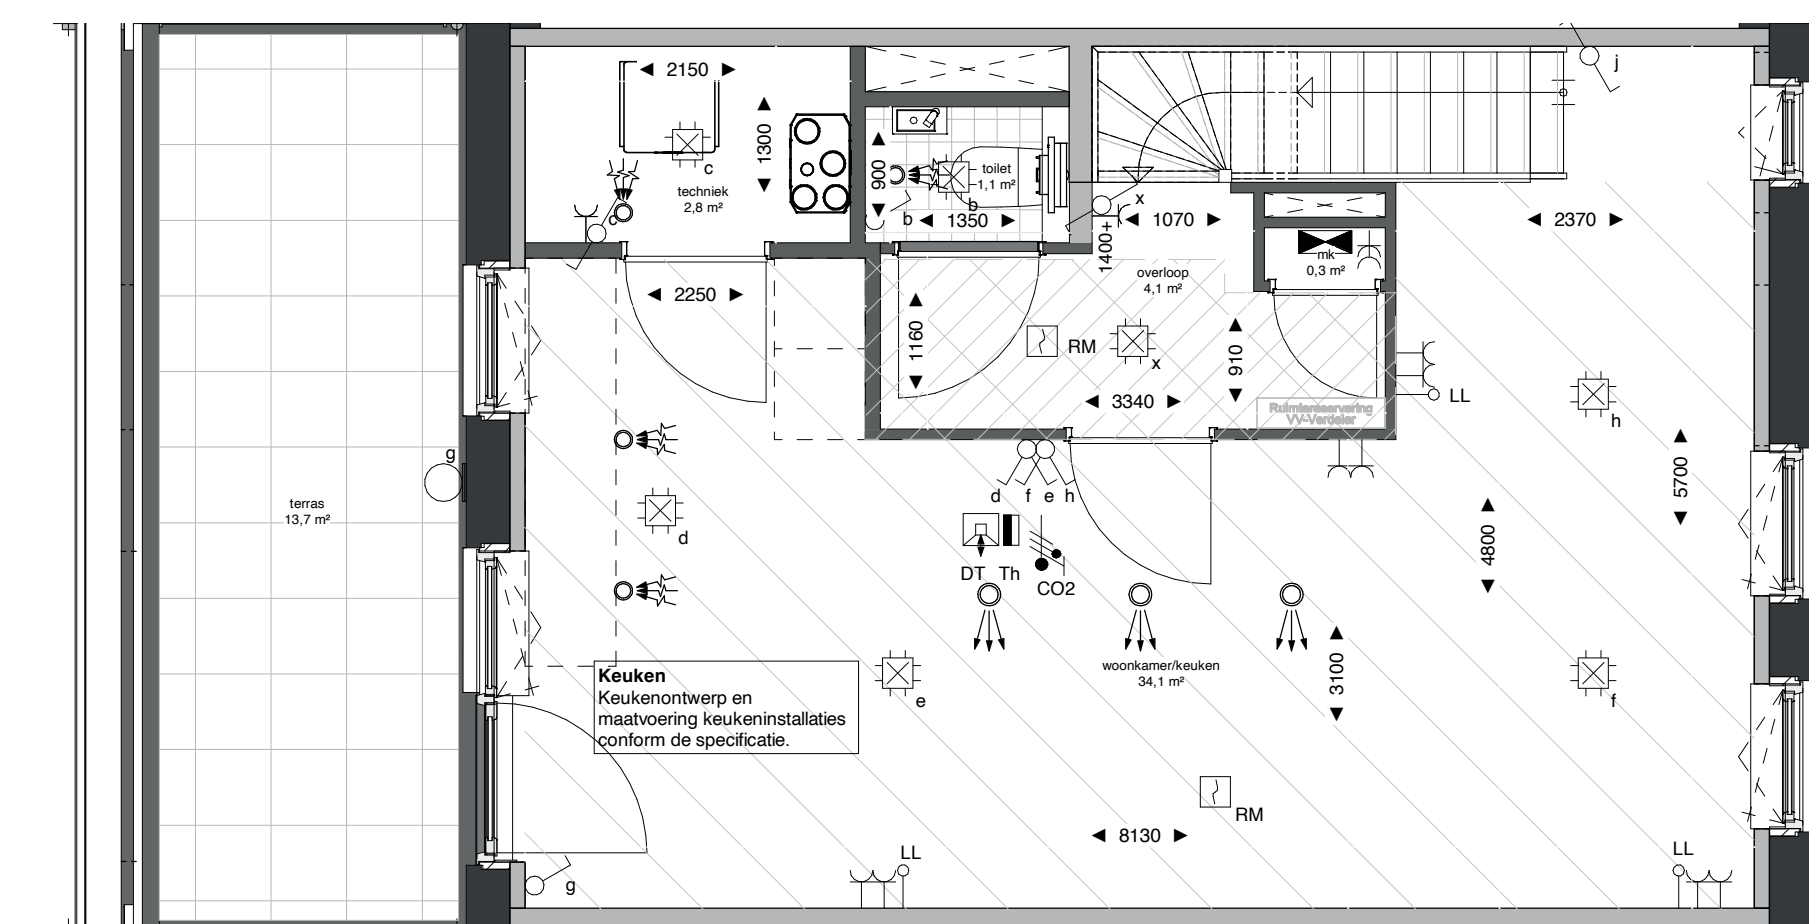 j
2150
1300
c
techniek
2,8 m²
c
900
toilet
1,1 m²
b
b
1350
x
1070
1400+
2370
mk
0,3 m²
overloop
4,1 m²
2250
1160
RM
x
910
3340
LL
Ruimtereservering
VV-Verdeler
h
g
terras
13,7 m²
d
d
f
e
h
5700
4800
DT
Th
CO2
woonkamer/keuken
34,1 m²
3100
Keuken
Keukenontwerp en
maatvoering keukeninstallaties
conform de specificatie.
e
f
RM
8130
LL
LL
g